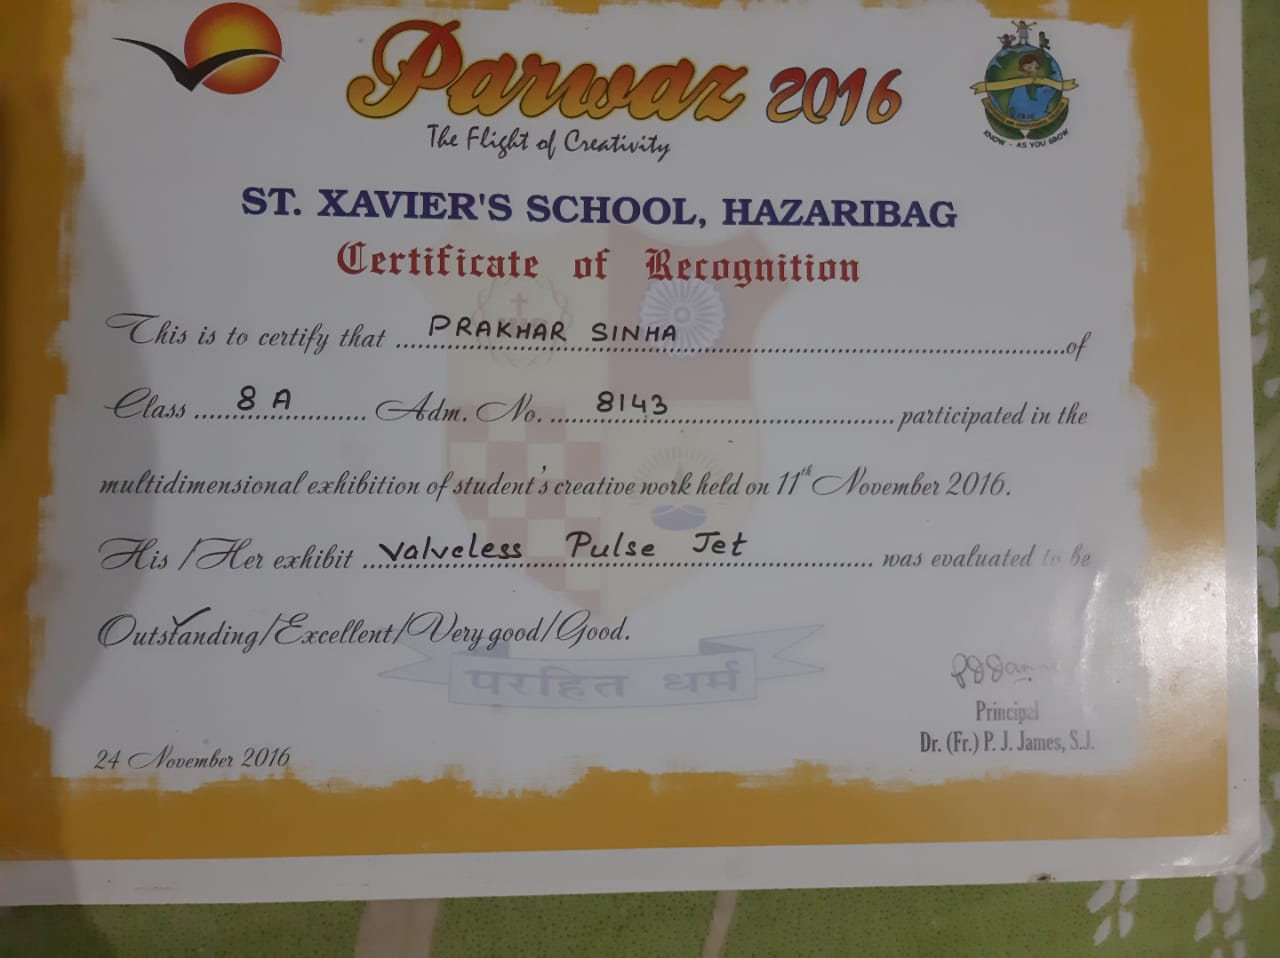 Parwaz 2016
The Flight of Creativity
KNOW - AS YOU GROW
ST. XAVIER'S SCHOOL, HAZARIBAG
Certificate of Recognition
This is to certify that PRAKHAR SINHA of
Class 8 A Adm. No. 8143 participated in the
multidimensional exhibition of student's creative work held on 11th November 2016.
His /Her exhibit Valveless Pulse Jet was evaluated to be
Outstanding/Excellent/Very good/Good.
परहित धर्म
Principal
24 November 2016 Dr. (Fr.) P. J. James, S.J.